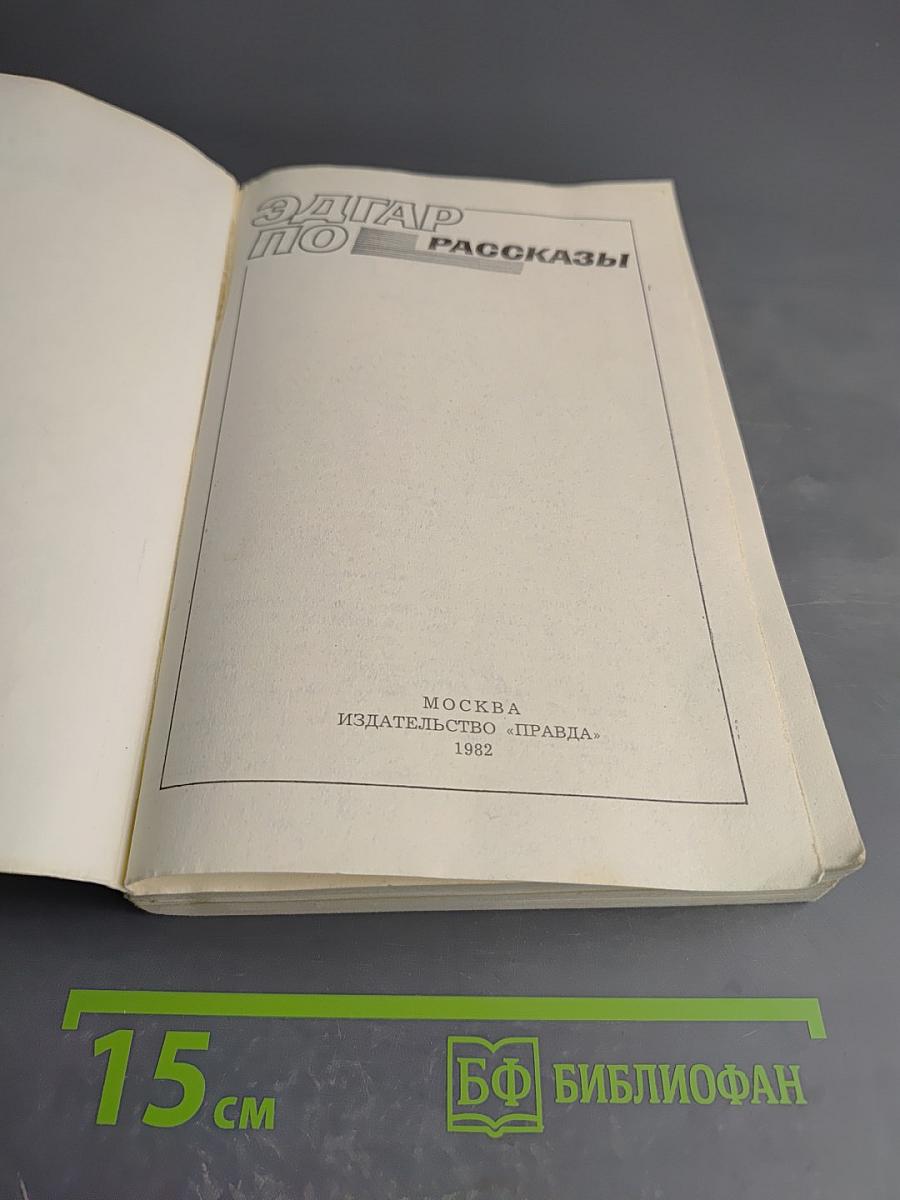 ЭДГАР
ПО РАССКАЗЫ
МОСКВА
ИЗДАТЕЛЬСТВО «ПРАВДА»
1982
15 см
БФ БИБЛИОФАН